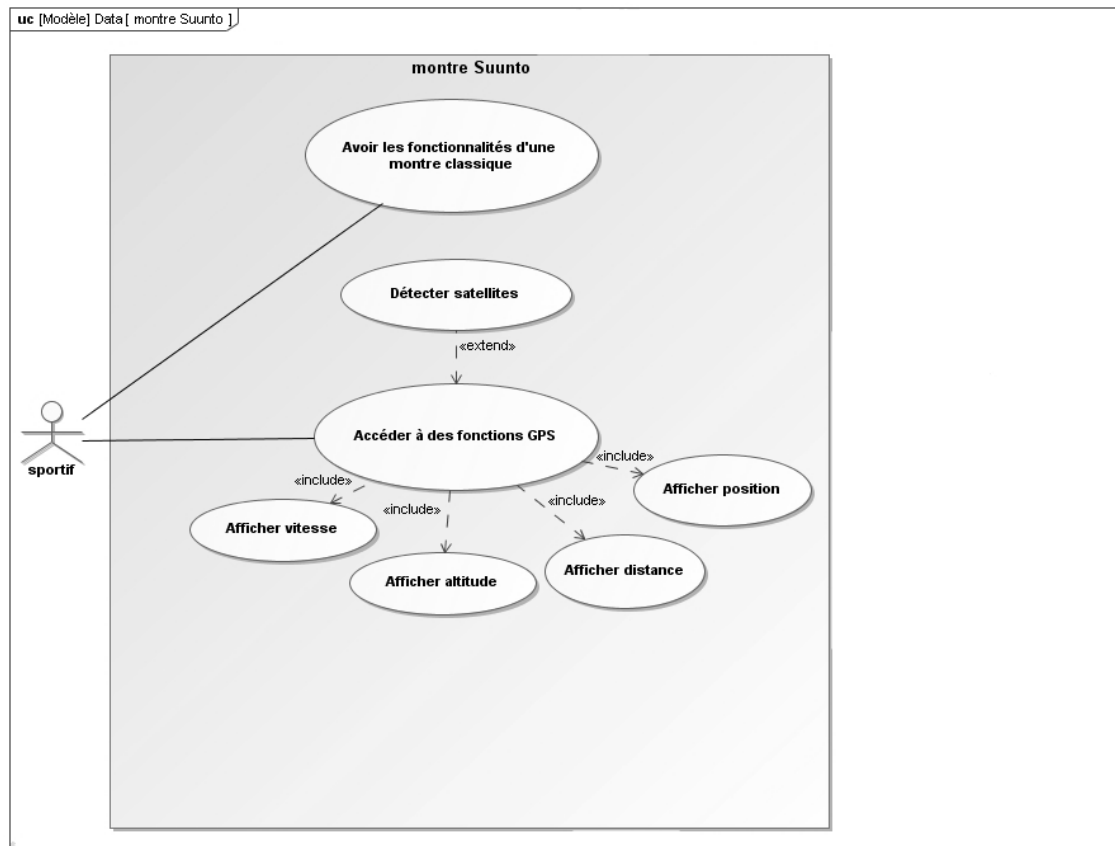 uc [Modèle] Data [ montre Suunto ]
montre Suunto
Avoir les fonctionnalités d'une
montre classique
Détecter satellites
«extend»
Accéder à des fonctions GPS
sportif
«include»
«include»
«include»
«include»
Afficher position
Afficher vitesse
Afficher altitude
Afficher distance